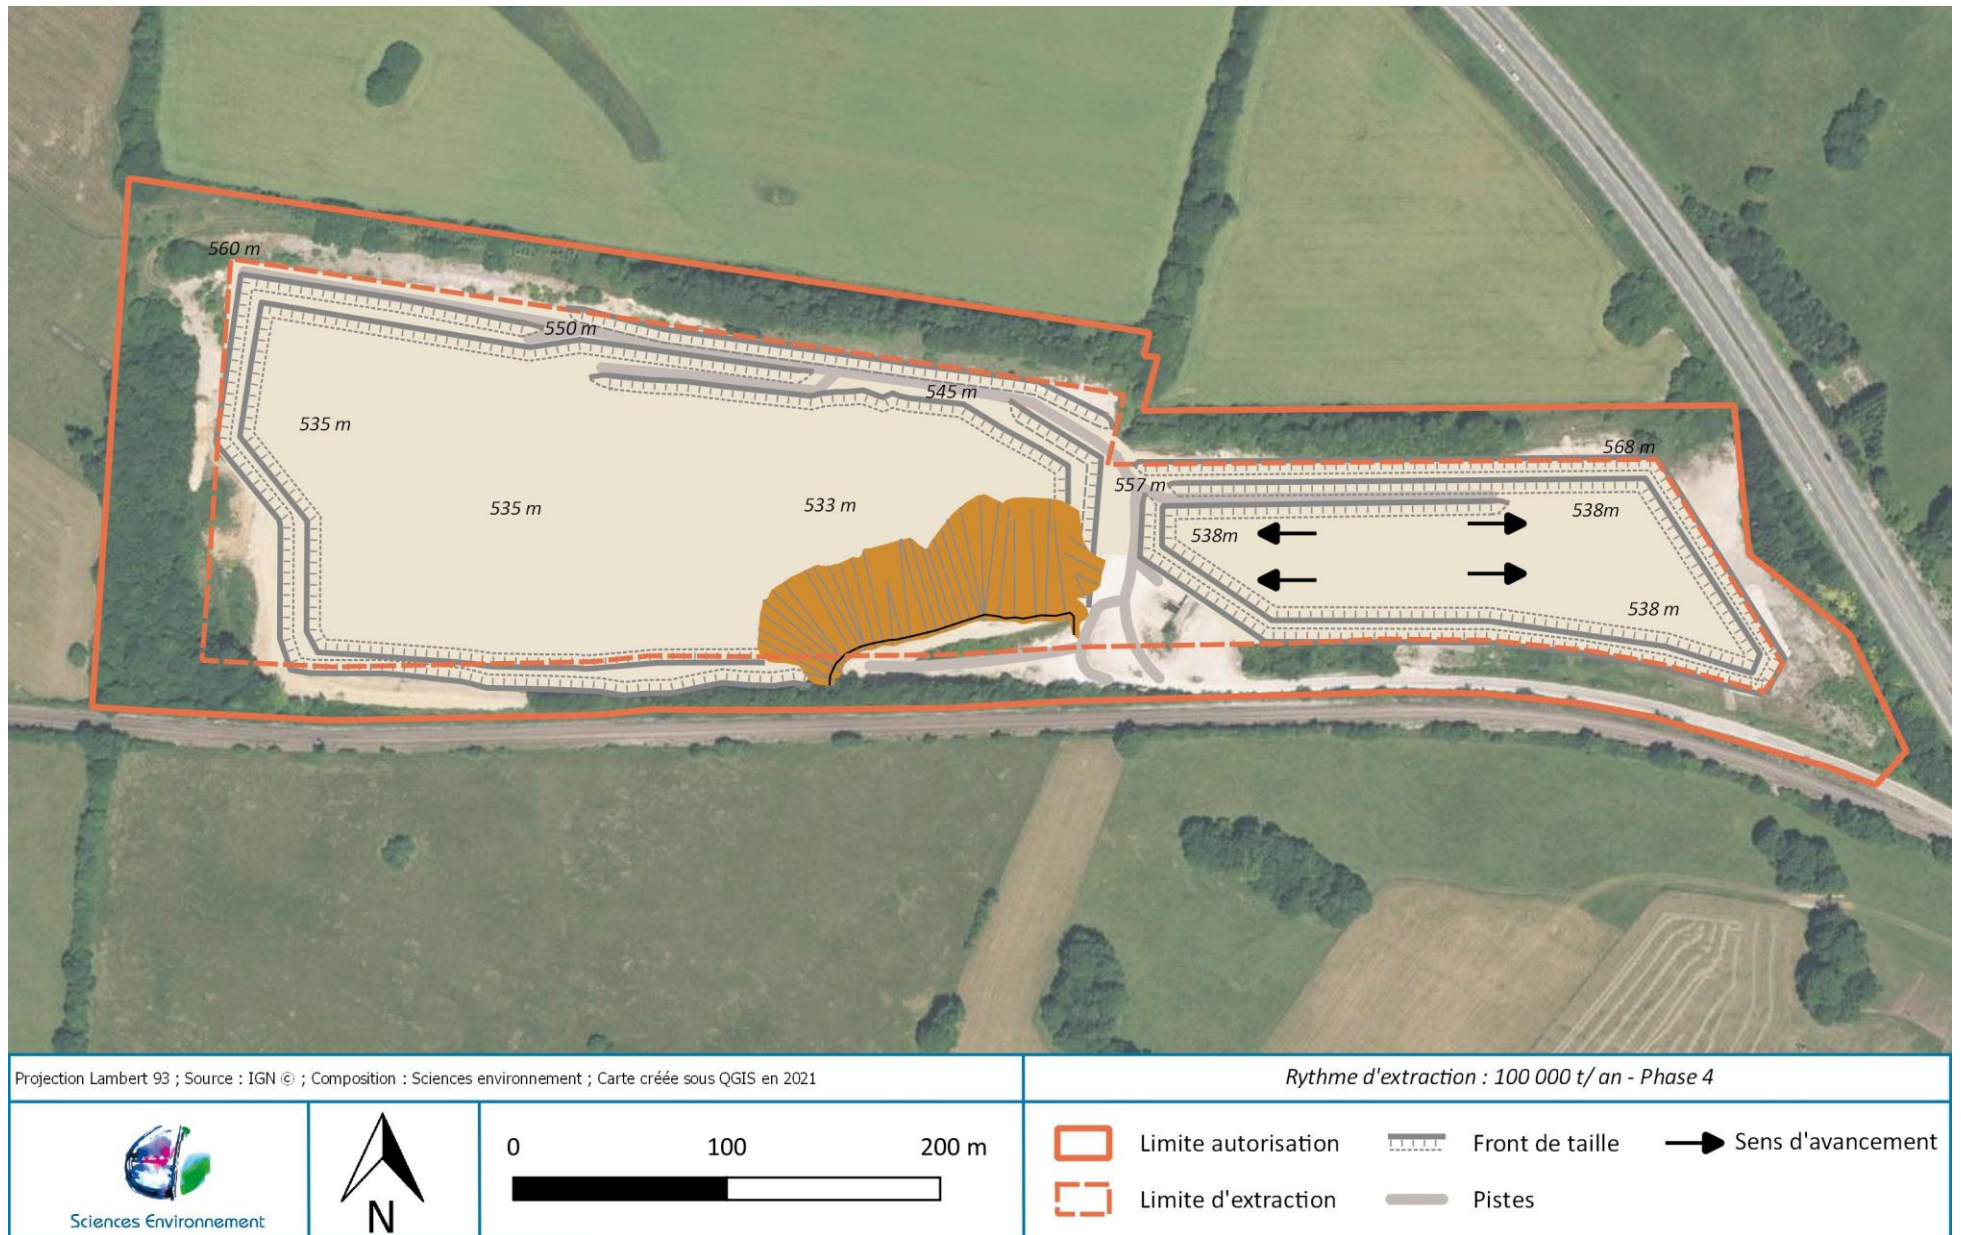 560 m
550 m
545 m
535 m
568 m
557 m
535 m
533 m
538m
538m
538 m
Projection Lambert 93 ; Source : IGN © ; Composition : Sciences environnement ; Carte créée sous QGIS en 2021
Rythme d'extraction : 100 000 t/ an - Phase 4
Sciences Environnement
N
0 100 200 m
Limite autorisation
Front de taille
Sens d'avancement
Limite d'extraction
Pistes